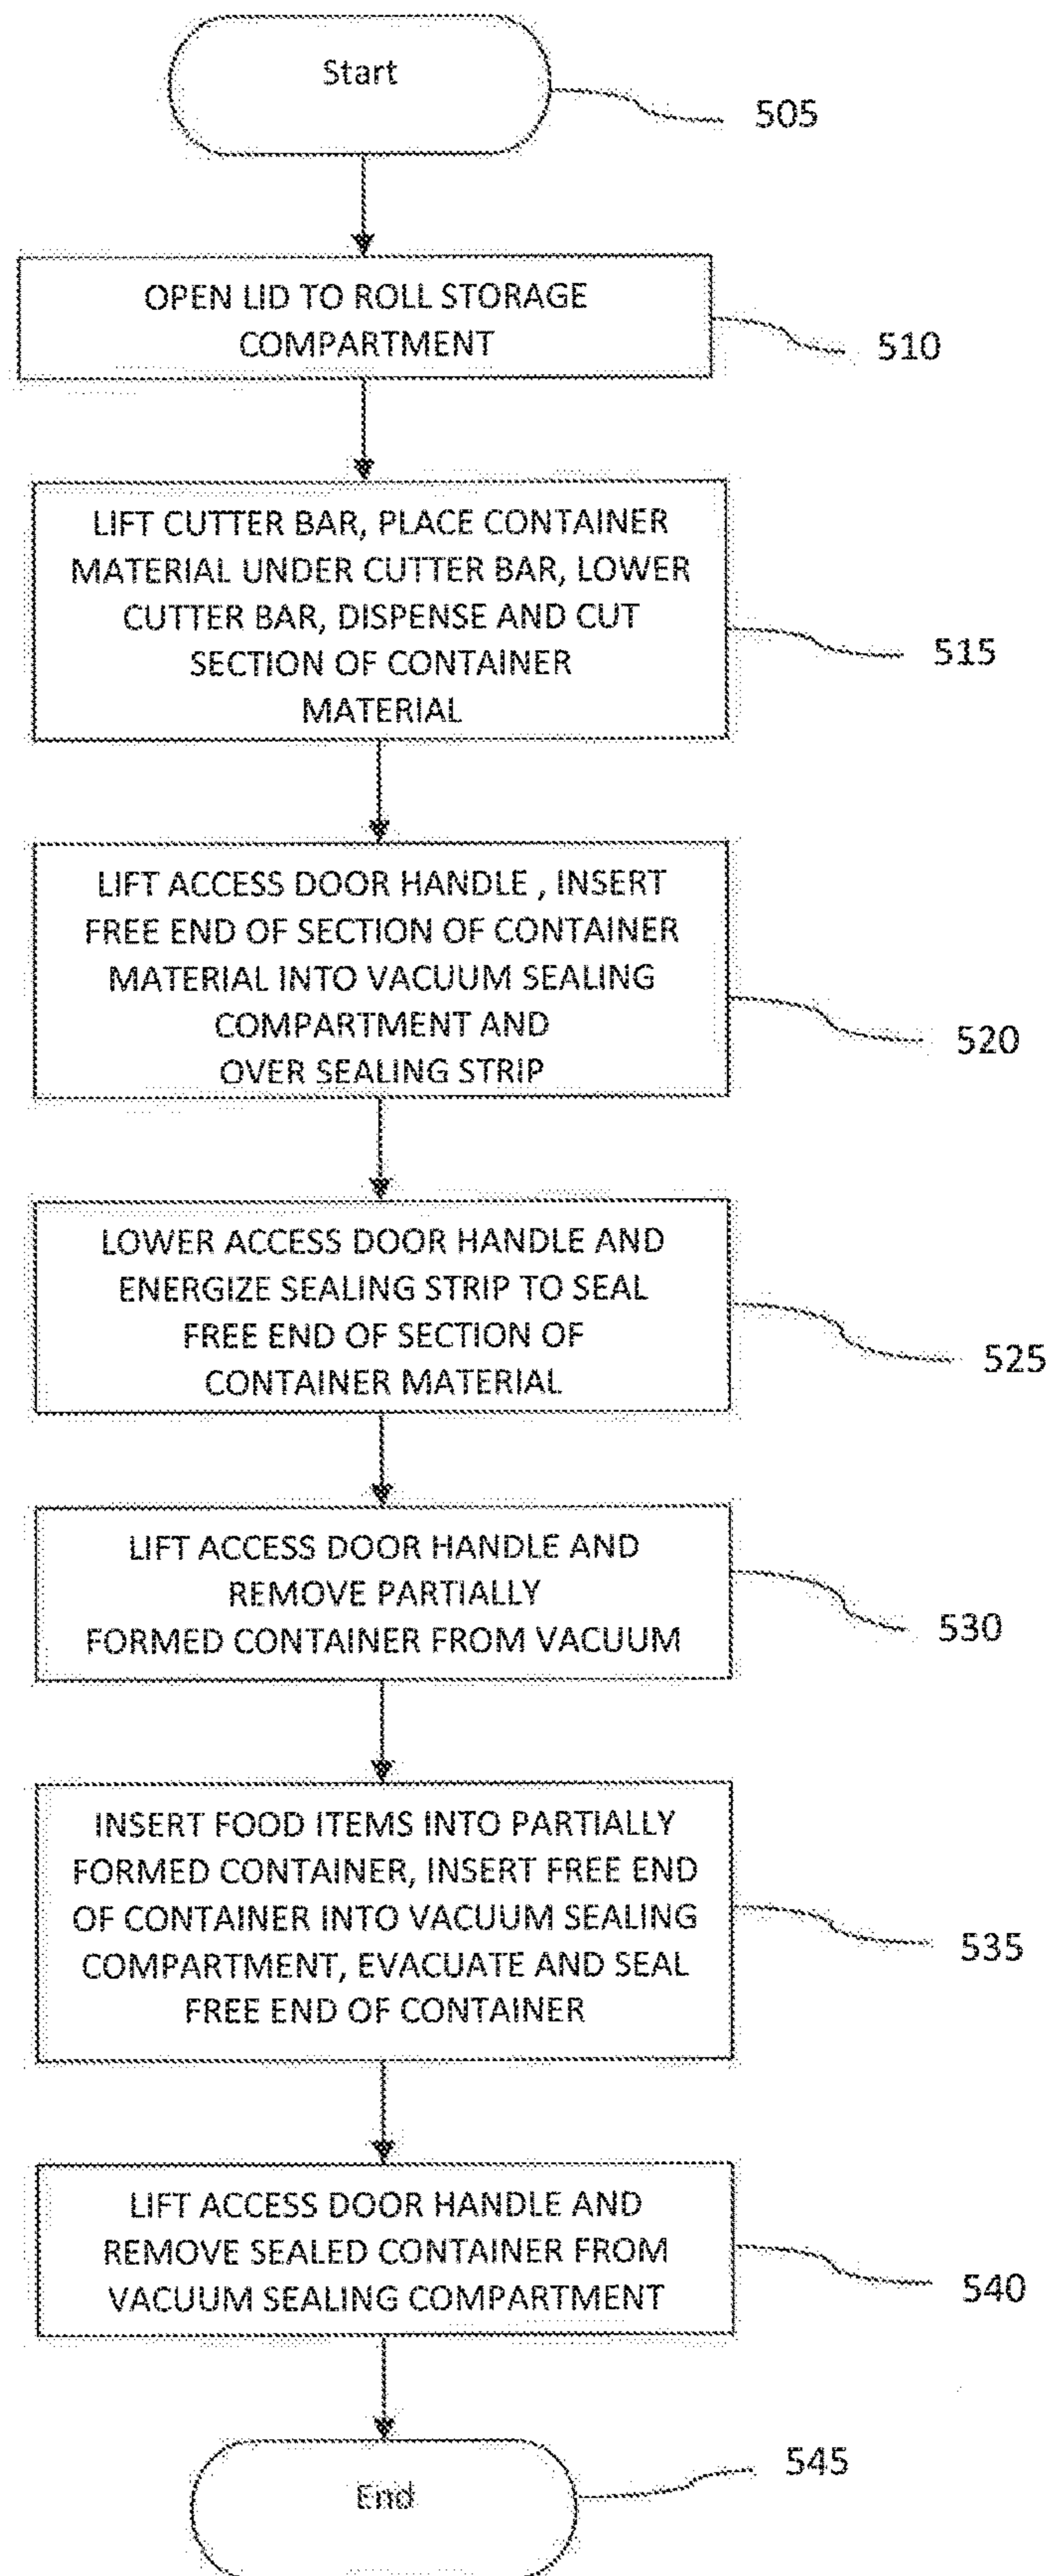 Start
505
OPEN LID TO ROLL STORAGE
COMPARTMENT
510
LIFT CUTTER BAR, PLACE CONTAINER
MATERIAL UNDER CUTTER BAR, LOWER
CUTTER BAR, DISPENSE AND CUT
SECTION OF CONTAINER
MATERIAL
515
LIFT ACCESS DOOR HANDLE , INSERT
FREE END OF SECTION OF CONTAINER
MATERIAL INTO VACUUM SEALING
COMPARTMENT AND
OVER SEALING STRIP
520
LOWER ACCESS DOOR HANDLE AND
ENERGIZE SEALING STRIP TO SEAL
FREE END OF SECTION OF
CONTAINER MATERIAL
525
LIFT ACCESS DOOR HANDLE AND
REMOVE PARTIALLY
FORMED CONTAINER FROM VACUUM
530
INSERT FOOD ITEMS INTO PARTIALLY
FORMED CONTAINER, INSERT FREE END
OF CONTAINER INTO VACUUM SEALING
COMPARTMENT, EVACUATE AND SEAL
FREE END OF CONTAINER
535
LIFT ACCESS DOOR HANDLE AND
REMOVE SEALED CONTAINER FROM
VACUUM SEALING COMPARTMENT
540
End
545